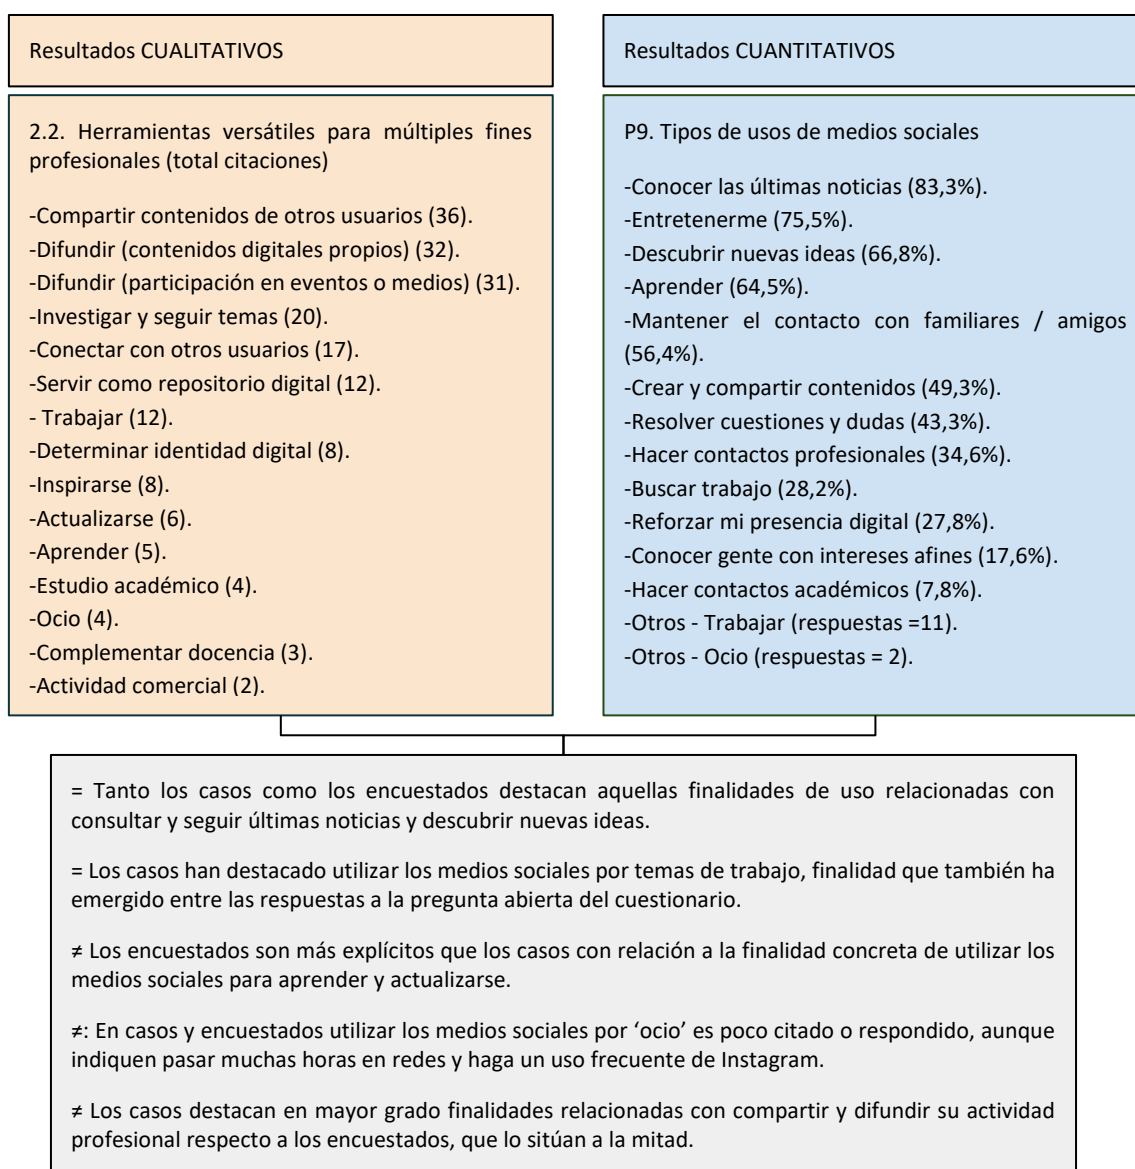 Resultados CUALITATIVOS
2.2. Herramientas versátiles para múltiples fines
profesionales (total citaciones)
-Compartir contenidos de otros usuarios (36).
-Difundir (contenidos digitales propios) (32).
-Difundir (participación en eventos o medios) (31).
-Investigar y seguir temas (20).
-Conectar con otros usuarios (17).
-Servir como repositorio digital (12).
- Trabajar (12).
-Determinar identidad digital (8).
-Inspirarse (8).
-Actualizarse (6).
-Aprender (5).
-Estudio académico (4).
-Ocio (4).
-Complementar docencia (3).
-Actividad comercial (2).
Resultados CUANTITATIVOS
P9. Tipos de usos de medios sociales
-Conocer las últimas noticias (83,3%).
-Entretenerme (75,5%).
-Descubrir nuevas ideas (66,8%).
-Aprender (64,5%).
-Mantener el contacto con familiares / amigos
(56,4%).
-Crear y compartir contenidos (49,3%).
-Resolver cuestiones y dudas (43,3%).
-Hacer contactos profesionales (34,6%).
-Buscar trabajo (28,2%).
-Reforzar mi presencia digital (27,8%).
-Conocer gente con intereses afines (17,6%).
-Hacer contactos académicos (7,8%).
-Otros - Trabajar (respuestas =11).
-Otros - Ocio (respuestas = 2).
= Tanto los casos como los encuestados destacan aquellas finalidades de uso relacionadas con
consultar y seguir últimas noticias y descubrir nuevas ideas.
= Los casos han destacado utilizar los medios sociales por temas de trabajo, finalidad que también ha
emergido entre las respuestas a la pregunta abierta del cuestionario.
≠ Los encuestados son más explícitos que los casos con relación a la finalidad concreta de utilizar los
medios sociales para aprender y actualizarse.
≠: En casos y encuestados utilizar los medios sociales por ‘ocio’ es poco citado o respondido, aunque
indiquen pasar muchas horas en redes y haga un uso frecuente de Instagram.
≠ Los casos destacan en mayor grado finalidades relacionadas con compartir y difundir su actividad
profesional respecto a los encuestados, que lo sitúan a la mitad.